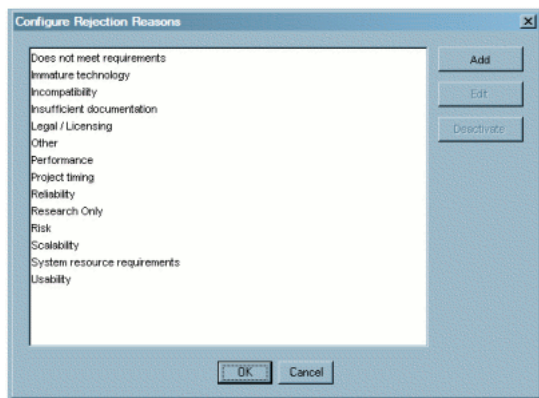 Configure Rejection Reasons
Does not meet requirements
Immature technology
Incompatibility
Insufficient documentation
Legal / Licensing
Other
Performance
Project timing
Reliability
Research Only
Risk
Scalability
System resource requirements
Usability
Add
Edit
Deactivate
OK
Cancel